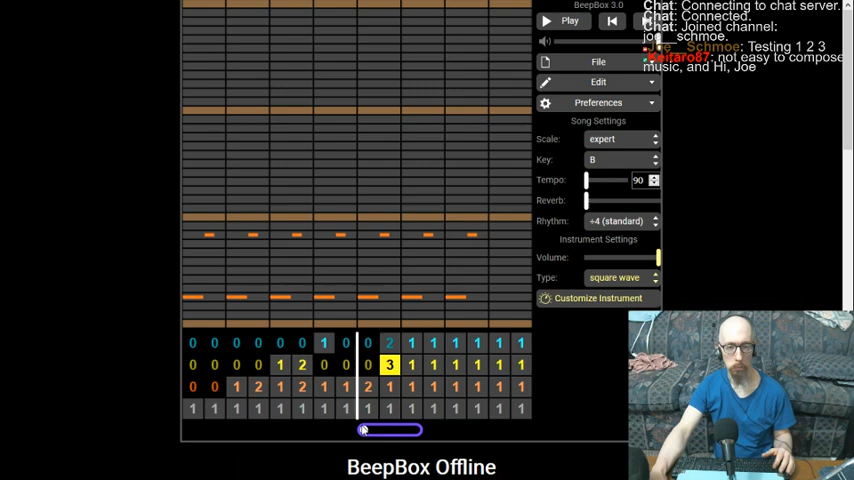 BeepBox 3.0
Play
File
Edit
Preferences
Song Settings
Scale: expert
Key: B
Tempo: 90
Reverb:
Rhythm: +4 (standard)
Instrument Settings
Volume:
Type: square wave
Customize Instrument
Chat: Connecting to chat server.
Chat: Connected.
Chat: Joined channel:
joe__schmoe.
Joe__Schmoe: Testing 1 2 3
Keitaro87: not easy to compose
music, and Hi, Joe
0 0 0 0 0 0 1 0 0 2 1 1 1 1 1 1
0 0 0 0 1 2 0 0 0 3 1 1 1 1 1 1
0 0 1 2 1 2 1 1 2 1 1 1 1 1 1 1
1 1 1 1 1 1 1 1 1 1 1 1 1 1 1 1
BeepBox Offline